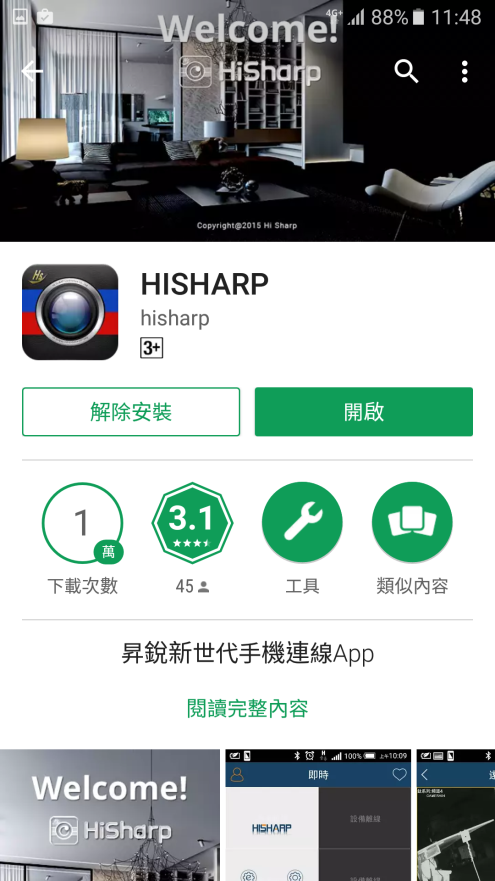 4G+ 88% 11:48
Welcome!
HiSharp
Copyright@2015 Hi Sharp
Hs
HISHARP
hisharp
3+
解除安裝
開啟
1
萬
3.1
下載次數
45
工具
類似內容
昇銳新世代手機連線App
閱讀完整內容
Welcome!
HiSharp
100% 上午10:09
即時
HISHARP
設備離線
設備離線